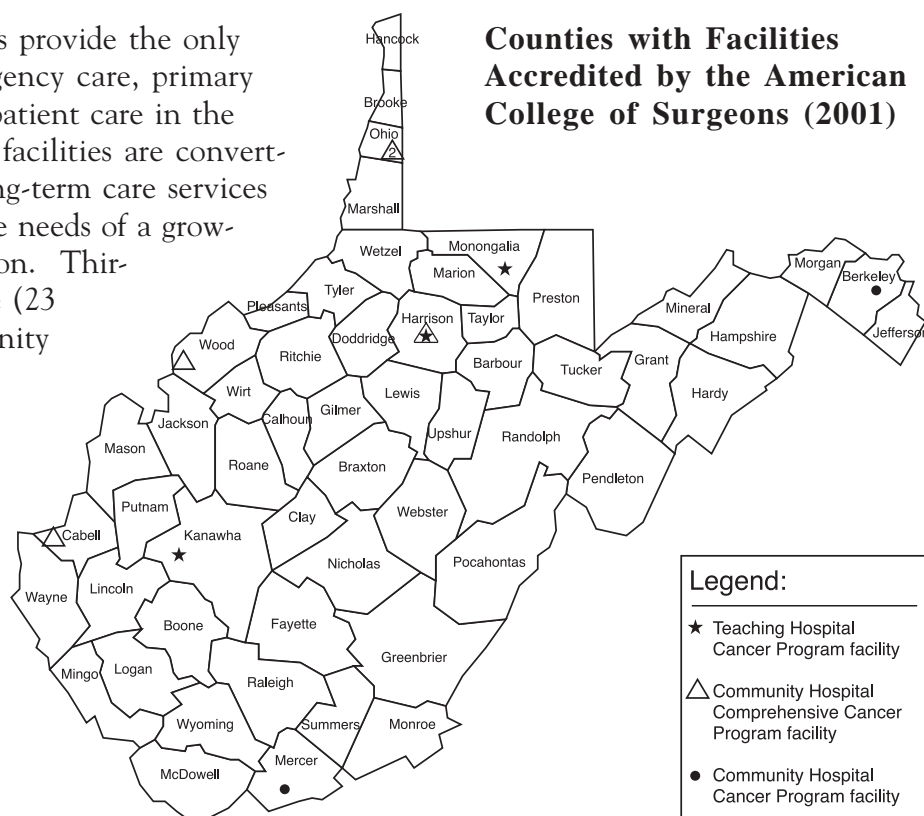 s provide the only
gency care, primary
patient care in the
facilities are convert-
ng-term care services
e needs of a grow-
on. Thir-
(23
nity
Counties with Facilities
Accredited by the American
College of Surgeons (2001)
Hancock
Brooke
Ohio
2
Marshall
Wetzel
Monongalia
Marion
Preston
Morgan
Berkeley
Jefferson
Mineral
Hampshire
Tyler
Pleasants
Harrison
Taylor
Doddridge
Wood
Ritchie
Barbour
Tucker
Grant
Hardy
Wirt
Lewis
Calhoun
Gilmer
Jackson
Upshur
Randolph
Mason
Roane
Braxton
Pendleton
Putnam
Kanawha
Clay
Webster
Cabell
Nicholas
Pocahontas
Wayne
Lincoln
Boone
Fayette
Greenbrier
Mingo
Logan
Raleigh
Wyoming
Summers
Monroe
McDowell
Mercer
Legend:
Teaching Hospital
Cancer Program facility
Community Hospital
Comprehensive Cancer
Program facility
Community Hospital
Cancer Program facility